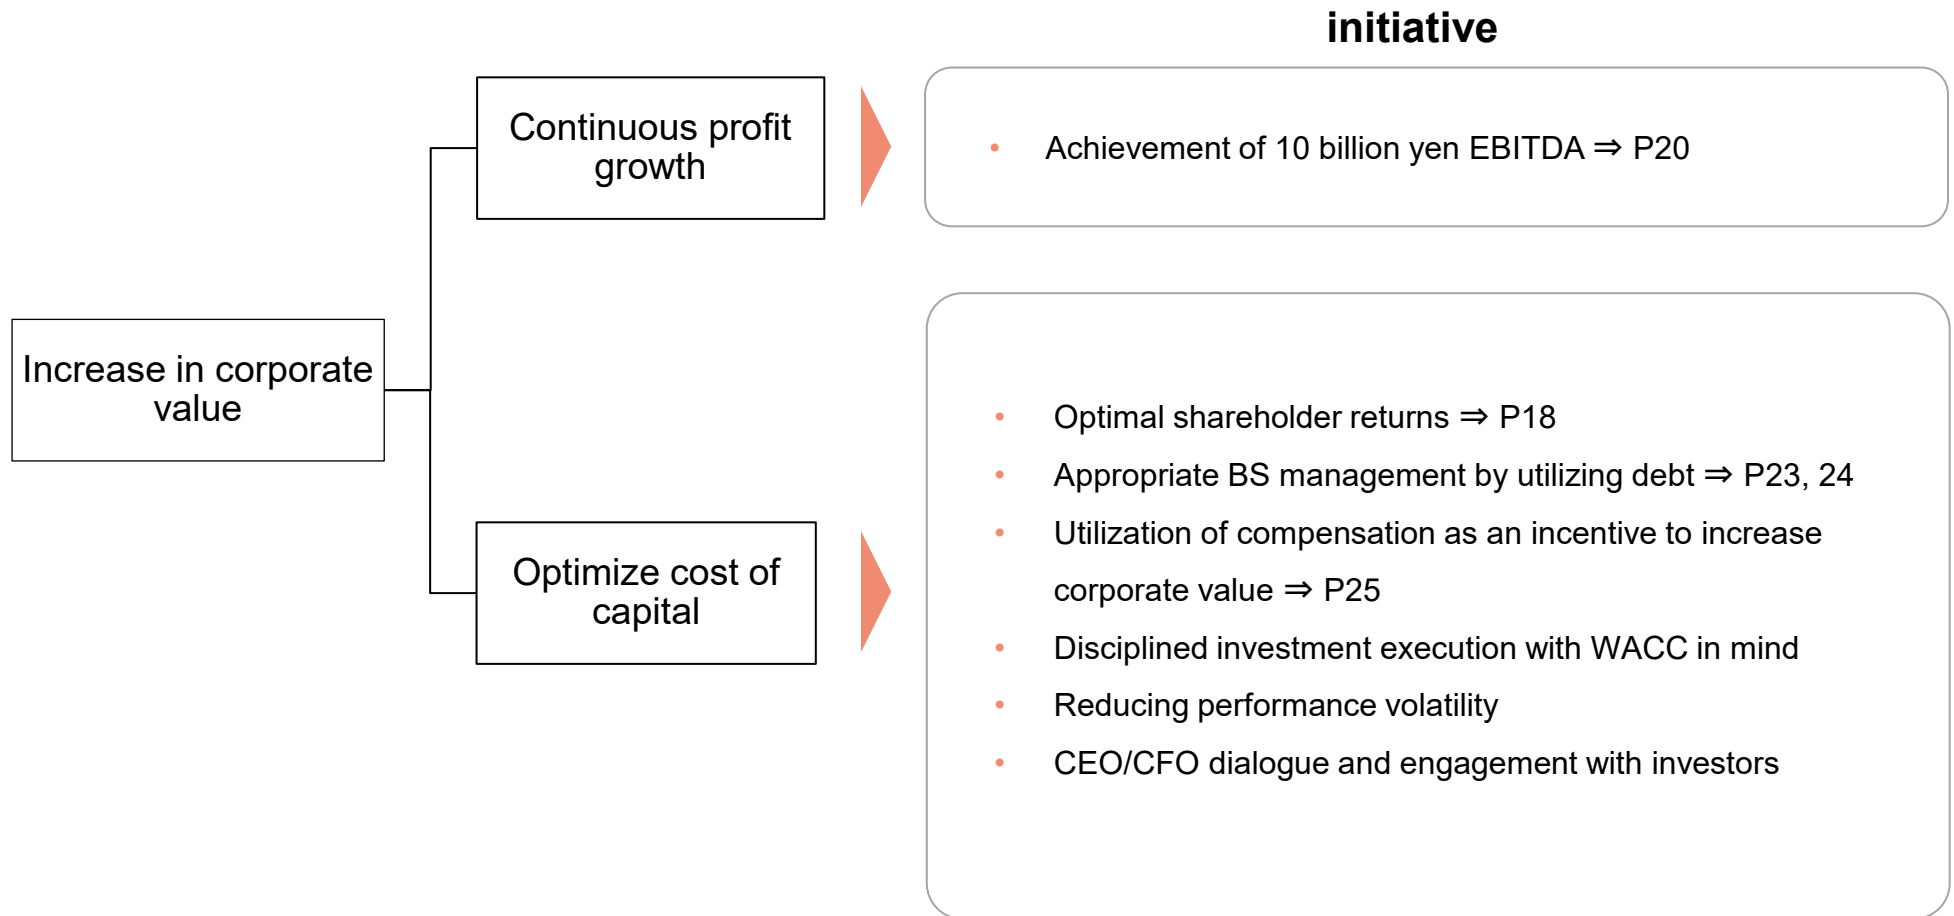 initiative
Continuous profit
growth
• Achievement of 10 billion yen EBITDA ⇒ P20
Increase in corporate
value
Optimize cost of
capital
• Optimal shareholder returns ⇒ P18
• Appropriate BS management by utilizing debt ⇒ P23, 24
• Utilization of compensation as an incentive to increase
corporate value ⇒ P25
• Disciplined investment execution with WACC in mind
• Reducing performance volatility
• CEO/CFO dialogue and engagement with investors